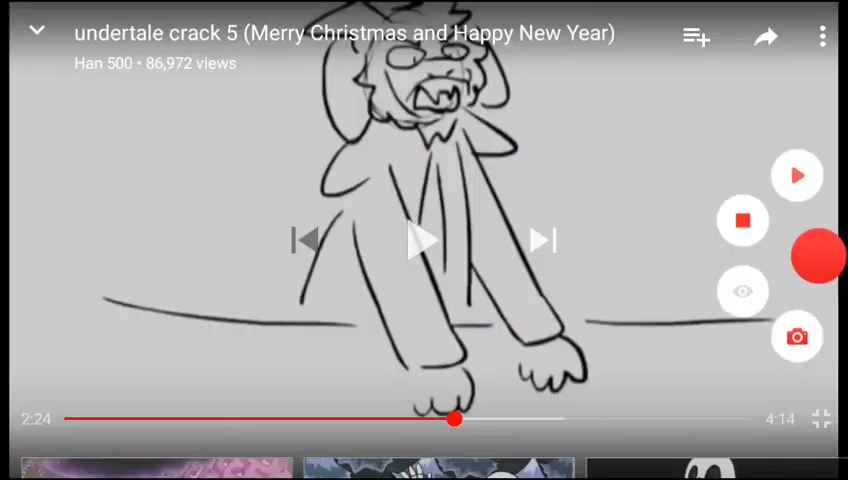 undertale crack 5 (Merry Christmas and Happy New Year)
Han 500 • 86,972 views
2:24
4:14